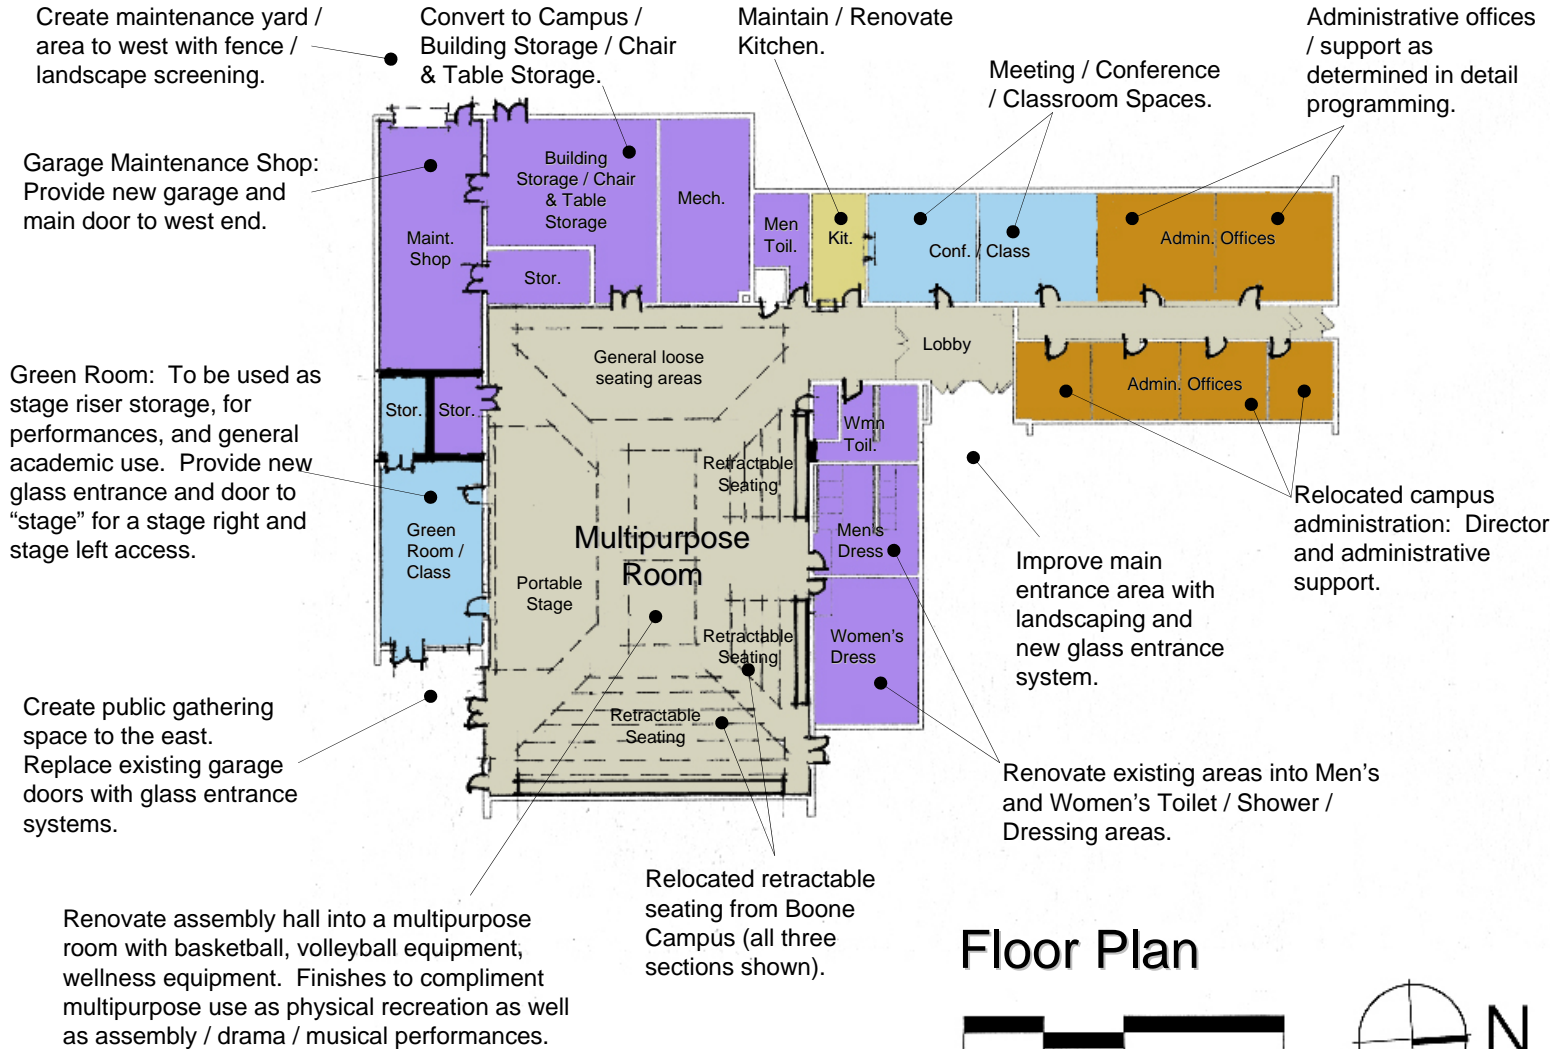 Create maintenance yard /
area to west with fence /
landscape screening.
Convert to Campus /
Building Storage / Chair
& Table Storage.
Maintain / Renovate
Kitchen.
Meeting / Conference
/ Classroom Spaces.
Administrative offices
/ support as
determined in detail
programming.
Garage Maintenance Shop:
Provide new garage and
main door to west end.
Building
Storage / Chair
& Table
Storage
Mech.
Men
Toil.
Kit.
Conf. / Class
Admin. Offices
Maint.
Shop
Stor.
General loose
seating areas
Lobby
Admin. Offices
Green Room: To be used as
stage riser storage, for
performances, and general
academic use. Provide new
glass entrance and door to
“stage” for a stage right and
stage left access.
Stor.
Stor.
Wmn
Toil.
Retractable
Seating
Green
Room /
Class
Multipurpose
Room
Men's
Dress
Portable
Stage
Retractable
Seating
Women's
Dress
Retractable
Seating
Relocated campus
administration: Director
and administrative
support.
Improve main
entrance area with
landscaping and
new glass entrance
system.
Create public gathering
space to the east.
Replace existing garage
doors with glass entrance
systems.
Renovate existing areas into Men's
and Women's Toilet / Shower /
Dressing areas.
Relocated retractable
seating from Boone
Campus (all three
sections shown).
Renovate assembly hall into a multipurpose
room with basketball, volleyball equipment,
wellness equipment. Finishes to compliment
multipurpose use as physical recreation as well
as assembly / drama / musical performances.
Floor Plan
N